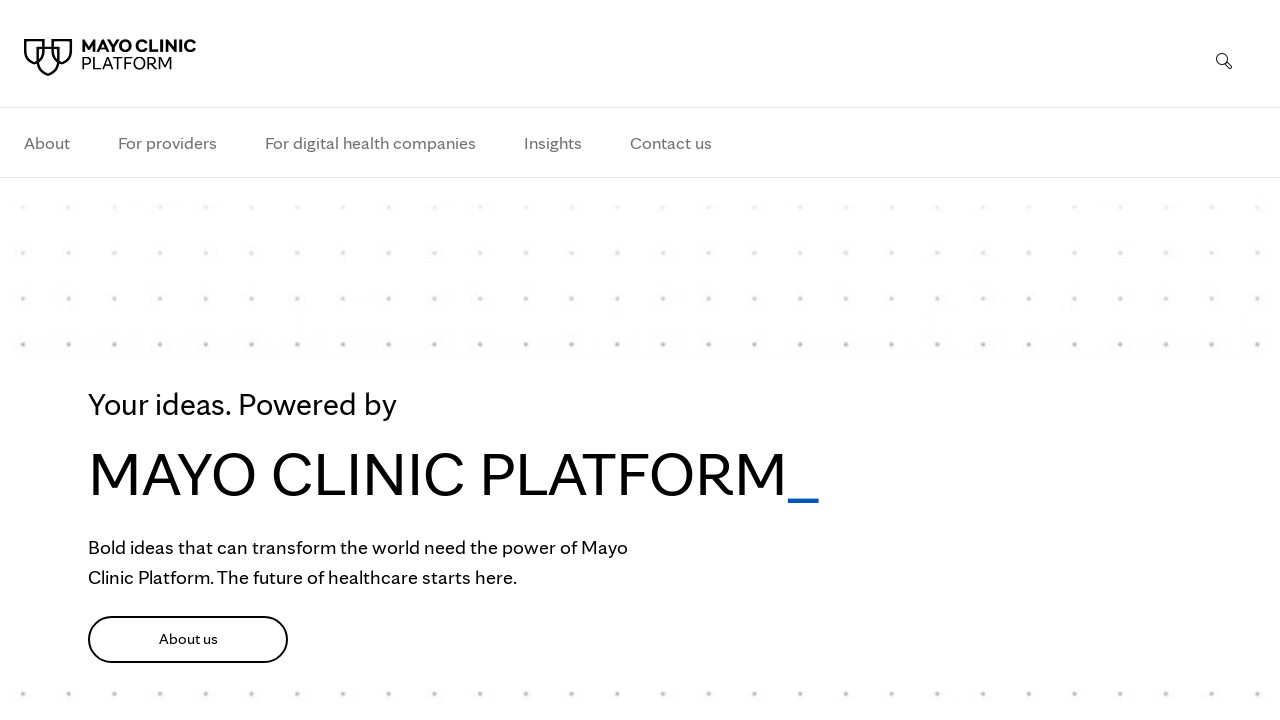 MAYO CLINIC
PLATFORM
About
For providers
For digital health companies
Insights
Contact us
Your ideas. Powered by
MAYO CLINIC PLATFORM_
Bold ideas that can transform the world need the power of Mayo
Clinic Platform. The future of healthcare starts here.
About us